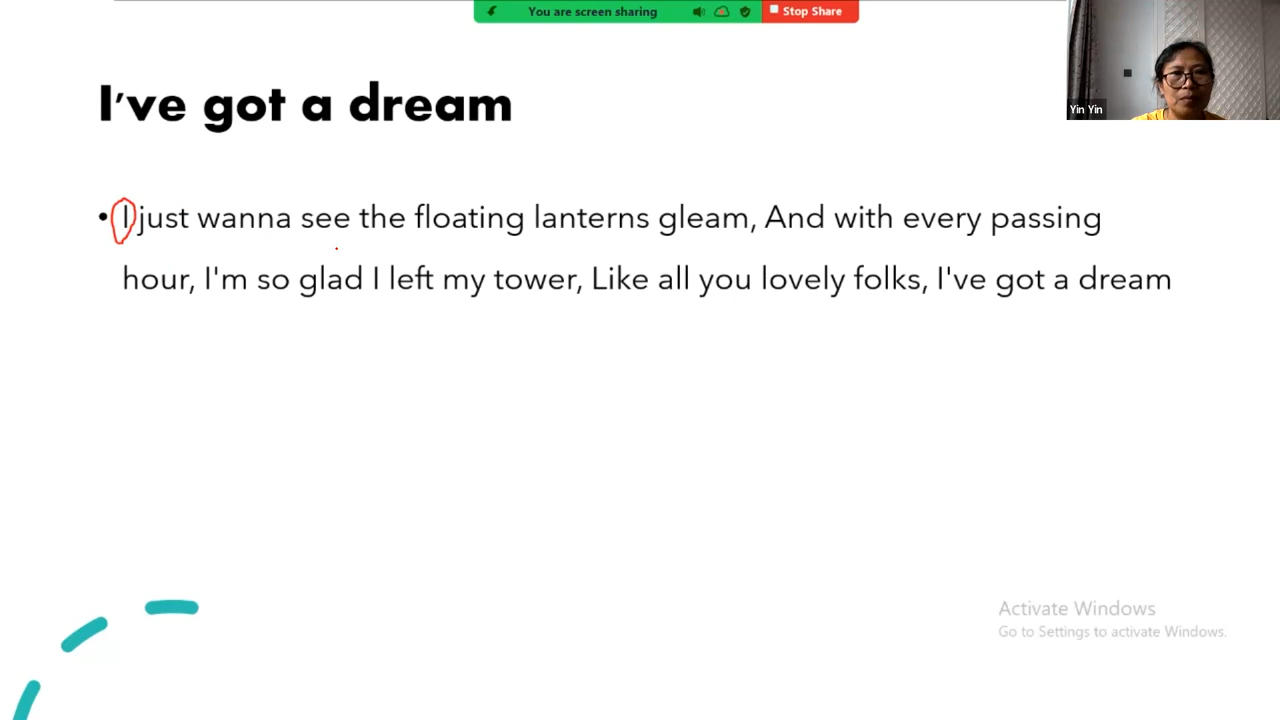 You are screen sharing
Stop Share
Yin Yin
I've got a dream
• I just wanna see the floating lanterns gleam, And with every passing
hour, I'm so glad I left my tower, Like all you lovely folks, I've got a dream
Activate Windows
Go to Settings to activate Windows.